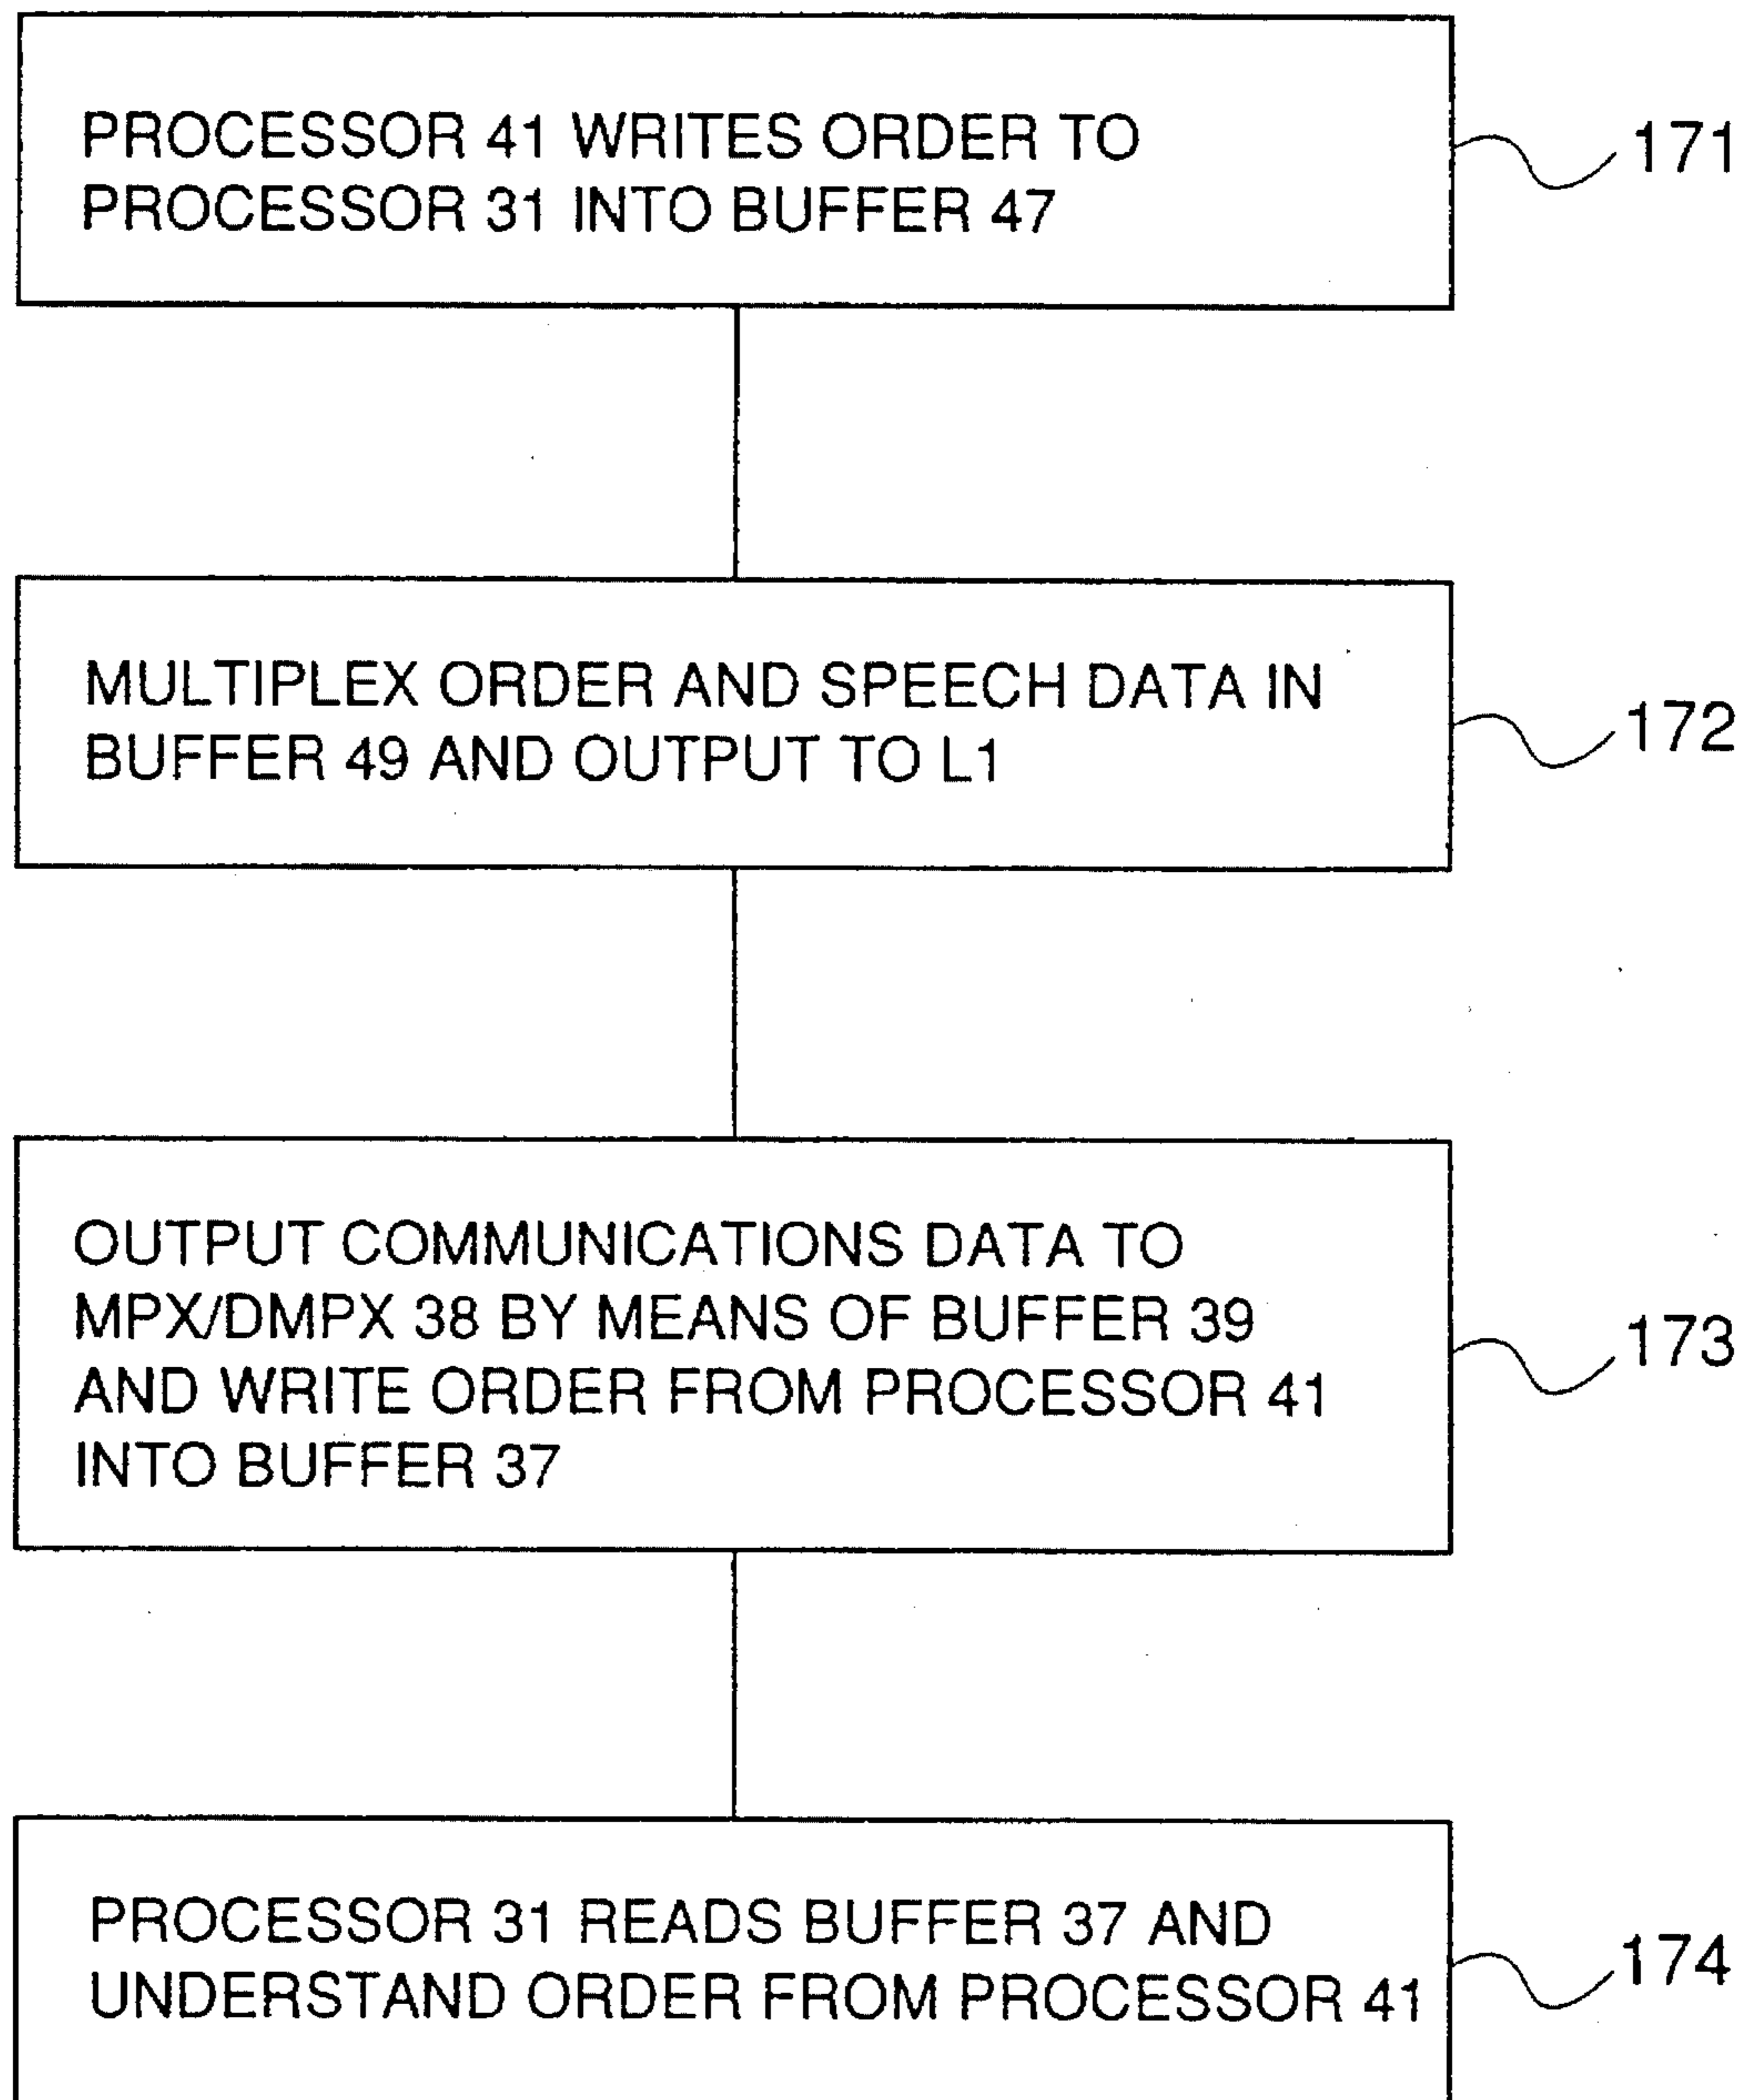 PROCESSOR 41 WRITES ORDER TO
PROCESSOR 31 INTO BUFFER 47
171
MULTIPLEX ORDER AND SPEECH DATA IN
BUFFER 49 AND OUTPUT TO L1
172
OUTPUT COMMUNICATIONS DATA TO
MPX/DMPX 38 BY MEANS OF BUFFER 39
AND WRITE ORDER FROM PROCESSOR 41
INTO BUFFER 37
173
PROCESSOR 31 READS BUFFER 37 AND
UNDERSTAND ORDER FROM PROCESSOR 41
174